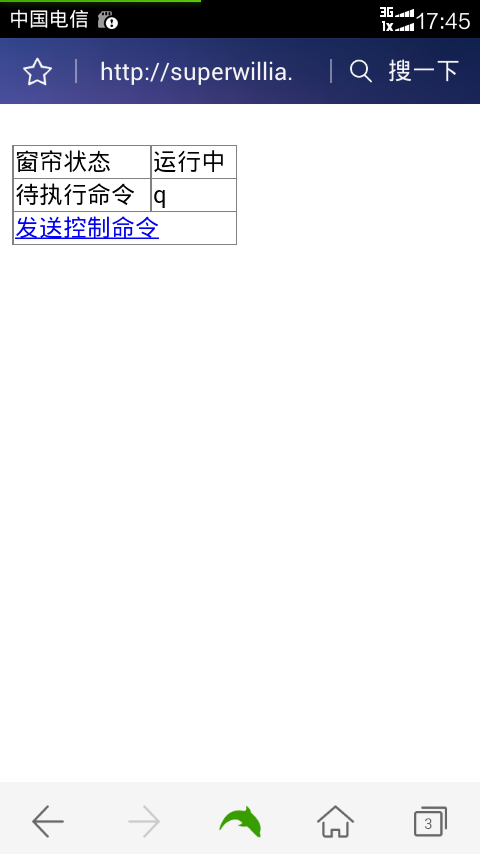 中国电信
3G
1x
17:45
http://superwillia.
搜一下
窗帘状态 运行中
待执行命令 q
发送控制命令
3